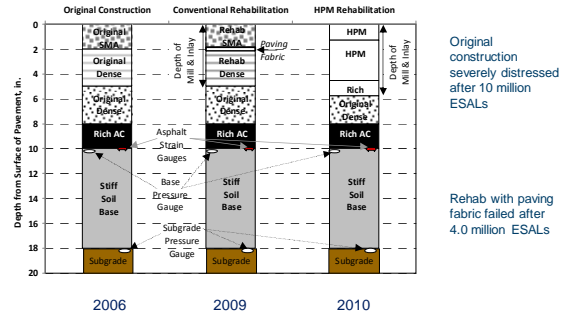 Original Construction
Conventional Rehabilitation
HPM Rehabilitation
Depth from Surface of Pavement, in.
0
2
4
6
8
10
12
14
16
18
20
Original
SMA
Original
Dense
Original
Dense
Rich AC
Stiff
Soil
Base
Subgrade
Depth of
Mill & Inlay
Rehab
SMA
Paving
Fabric
Rehab
Dense
Original
Dense
Rich AC
Stiff
Soil
Base
Subgrade
Asphalt
Strain
Gauges
Base
Pressure
Gauge
Subgrade
Pressure
Gauge
HPM
HPM
Rich
Original
Dense
Rich AC
Stiff
Soil
Base
Subgrade
Depth of
Mill & Inlay
2006
2009
2010
Original
construction
severely distressed
after 10 million
ESALs
Rehab with paving
fabric failed after
4.0 million ESALs